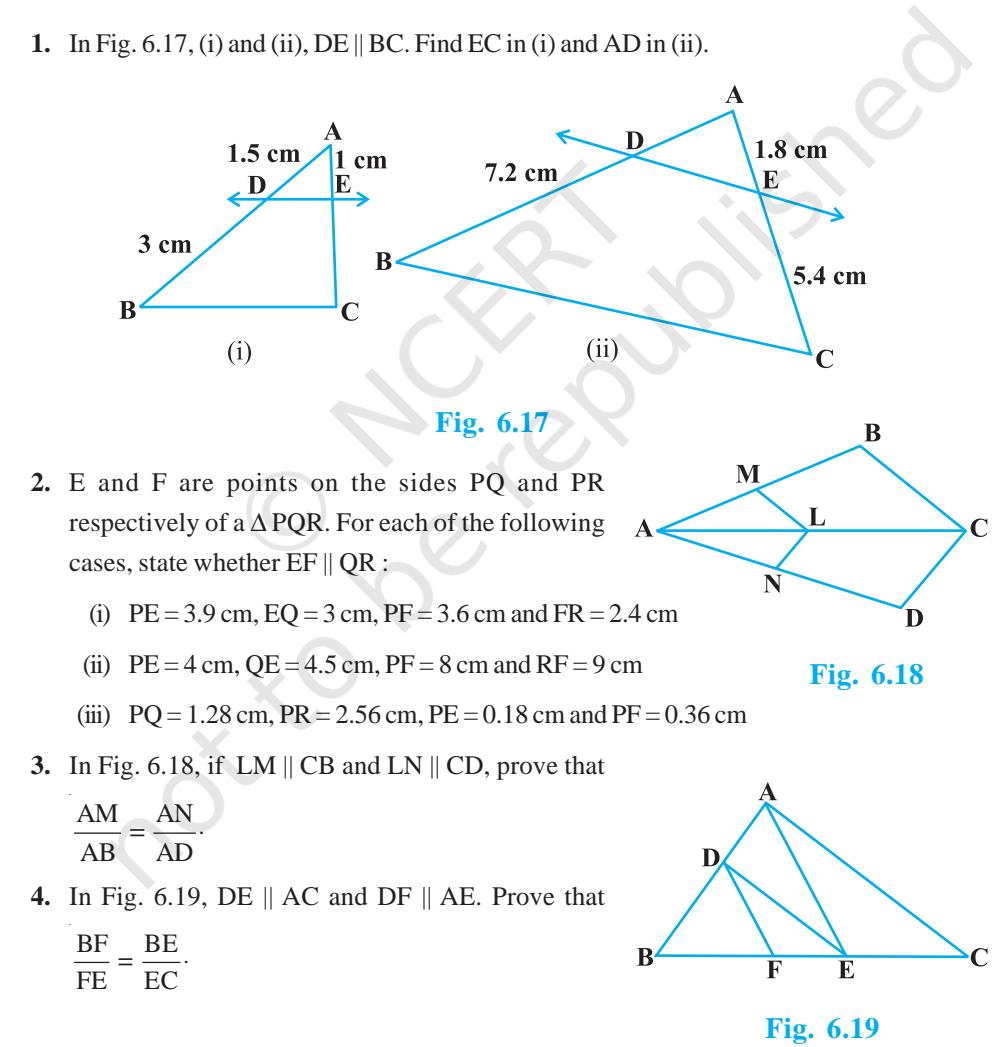 1. In Fig. 6.17, (i) and (ii), DE || BC. Find EC in (i) and AD in (ii).
A
1.5 cm
1 cm
D
E
3 cm
B
C
(i)
A
D
1.8 cm
7.2 cm
E
B
5.4 cm
C
(ii)
Fig. 6.17
2. E and F are points on the sides PQ and PR
respectively of a Δ PQR. For each of the following
cases, state whether EF || QR :
(i) PE = 3.9 cm, EQ = 3 cm, PF = 3.6 cm and FR = 2.4 cm
(ii) PE = 4 cm, QE = 4.5 cm, PF = 8 cm and RF = 9 cm
(iii) PQ = 1.28 cm, PR = 2.56 cm, PE = 0.18 cm and PF = 0.36 cm
B
M
A
L
C
N
D
Fig. 6.18
3. In Fig. 6.18, if LM || CB and LN || CD, prove that
AM/AB = AN/AD.
4. In Fig. 6.19, DE || AC and DF || AE. Prove that
BF/FE = BE/EC.
A
D
B
F
E
C
Fig. 6.19
© NCERT
not to be republished